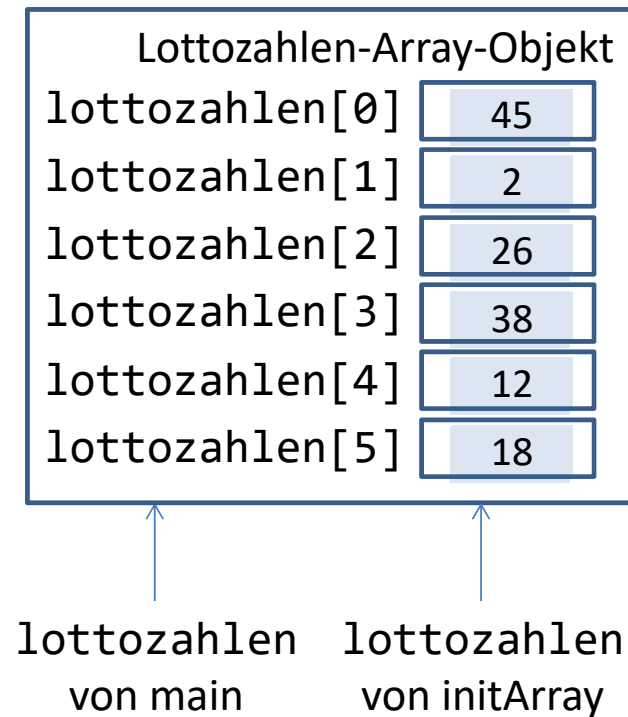 Lottozahlen-Array-Objekt
lottozahlen[0] 45
lottozahlen[1] 2
lottozahlen[2] 26
lottozahlen[3] 38
lottozahlen[4] 12
lottozahlen[5] 18
lottozahlen lottozahlen
von main von initArray